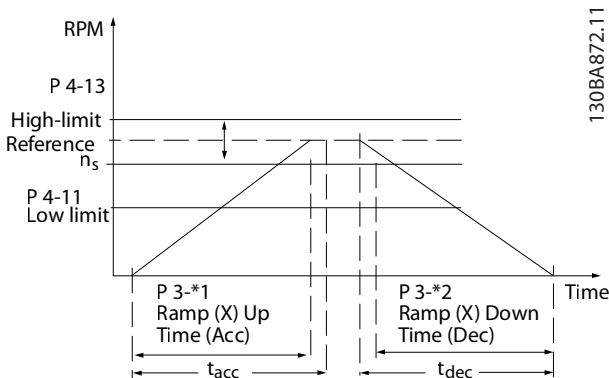 RPM
130BA872.11
P 4-13
High-limit
Reference
ns
P 4-11
Low limit
Time
P 3-*1
Ramp (X) Up
Time (Acc)
P 3-*2
Ramp (X) Down
Time (Dec)
tacc
tdec